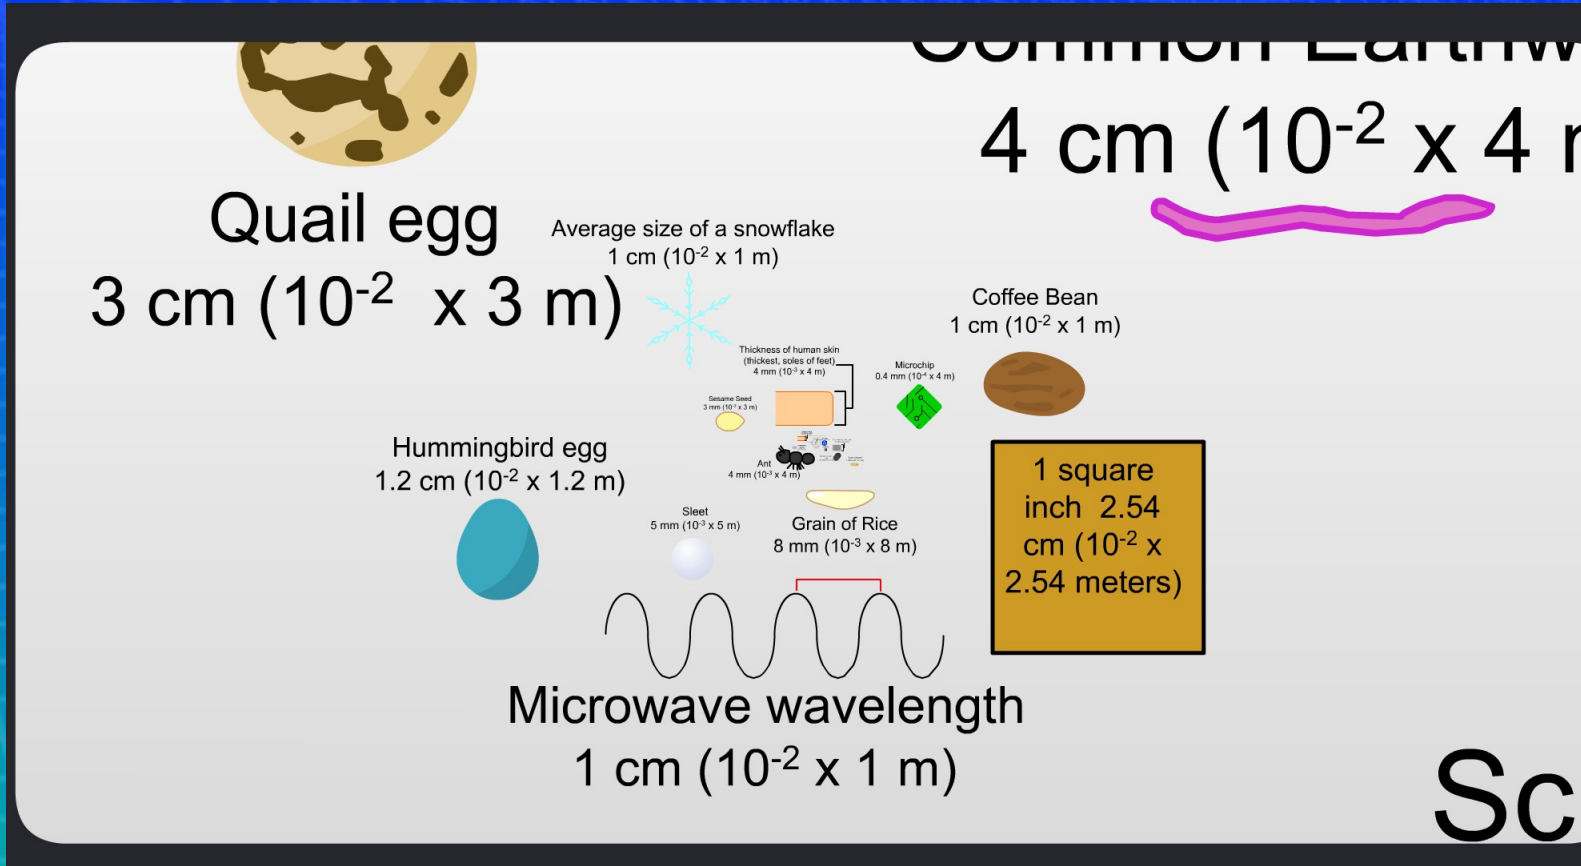 Common Earthw
4 cm (10-2 x 4 m
Quail egg
3 cm (10-2 x 3 m)
Average size of a snowflake
1 cm (10-2 x 1 m)
Coffee Bean
1 cm (10-2 x 1 m)
Thickness of human skin
(thickest, soles of feet)
4 mm (10-3 x 4 m)
Microchip
0.4 mm (10-4 x 4 m)
Sesame Seed
3 mm (10-3 x 3 m)
Hummingbird egg
1.2 cm (10-2 x 1.2 m)
Ant
4 mm (10-3 x 4 m)
1 square
inch 2.54
cm (10-2 x
2.54 meters)
Sleet
5 mm (10-3 x 5 m)
Grain of Rice
8 mm (10-3 x 8 m)
Microwave wavelength
1 cm (10-2 x 1 m)
Sc